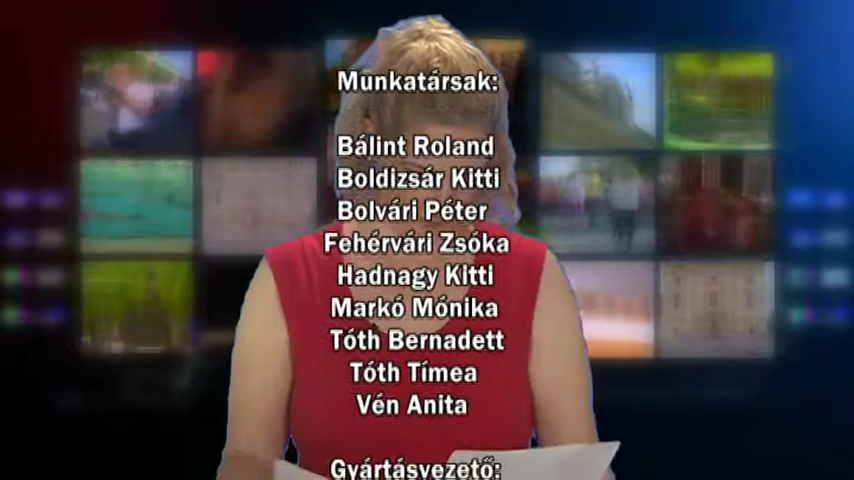 Munkatársak:
Bálint Roland
Boldizsár Kitti
Bolvári Péter
Fehérvári Zsóka
Hadnagy Kitti
Markó Mónika
Tóth Bernadett
Tóth Tímea
Vén Anita
Gyártásvezető: